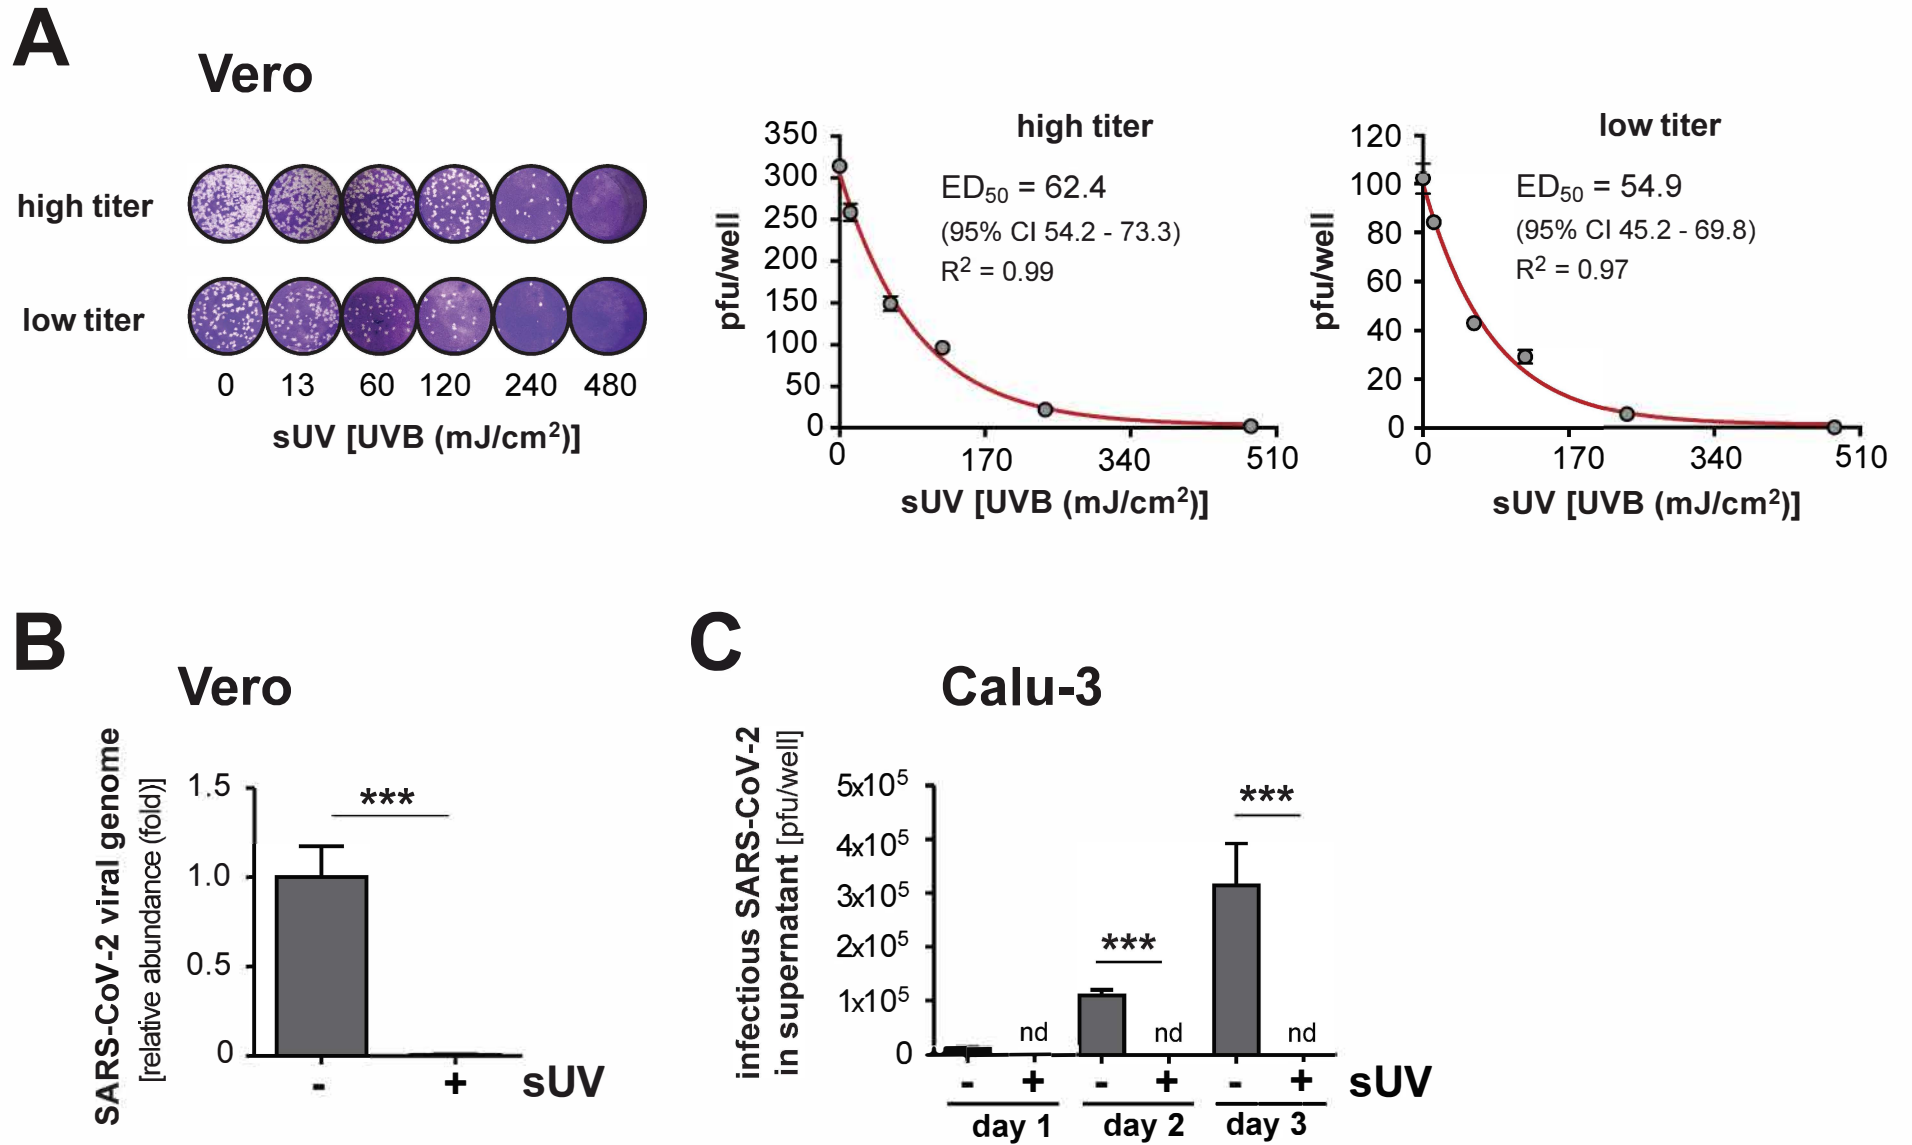 A
Vero
high titer
low titer
0 13 60 120 240 480
sUV [UVB (mJ/cm²)]
high titer
ED₅₀ = 62.4
(95% CI 54.2 - 73.3)
R² = 0.99
pfu/well
350
300
250
200
150
100
50
0
0 170 340 510
sUV [UVB (mJ/cm²)]
low titer
ED₅₀ = 54.9
(95% CI 45.2 - 69.8)
R² = 0.97
pfu/well
120
100
80
60
40
20
0
0 170 340 510
sUV [UVB (mJ/cm²)]
B
Vero
SARS-CoV-2 viral genome
[relative abundance (fold)]
1.5
1.0
0.5
0
***
- + sUV
C
Calu-3
infectious SARS-CoV-2
in supernatant [pfu/well]
5x10⁵
4x10⁵
3x10⁵
2x10⁵
1x10⁵
0
***
***
nd nd nd
- + - + - + sUV
day 1 day 2 day 3